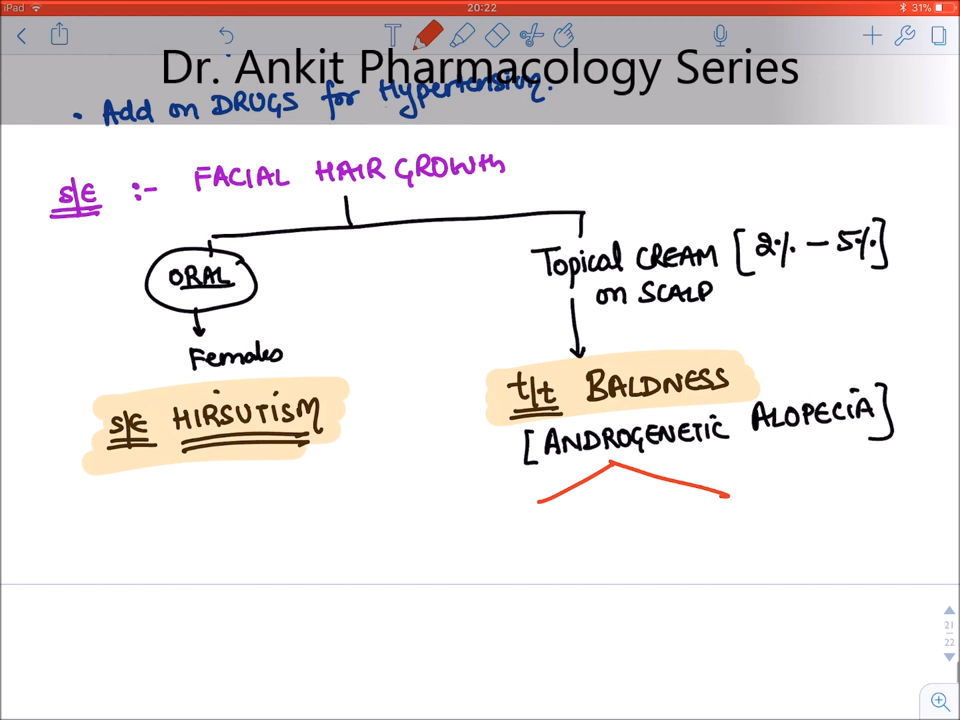 iPad 20:22 31%
T
Dr. Ankit Pharmacology Series
• Add on DRUGS for Hypertension.
S/E :- FACIAL HAIR GROWTH
ORAL
Topical CREAM [2% – 5%]
on SCALP
Females
S/E HIRSUTISM
t/t BALDNESS
[ANDROGENETIC ALOPECIA]
21
22